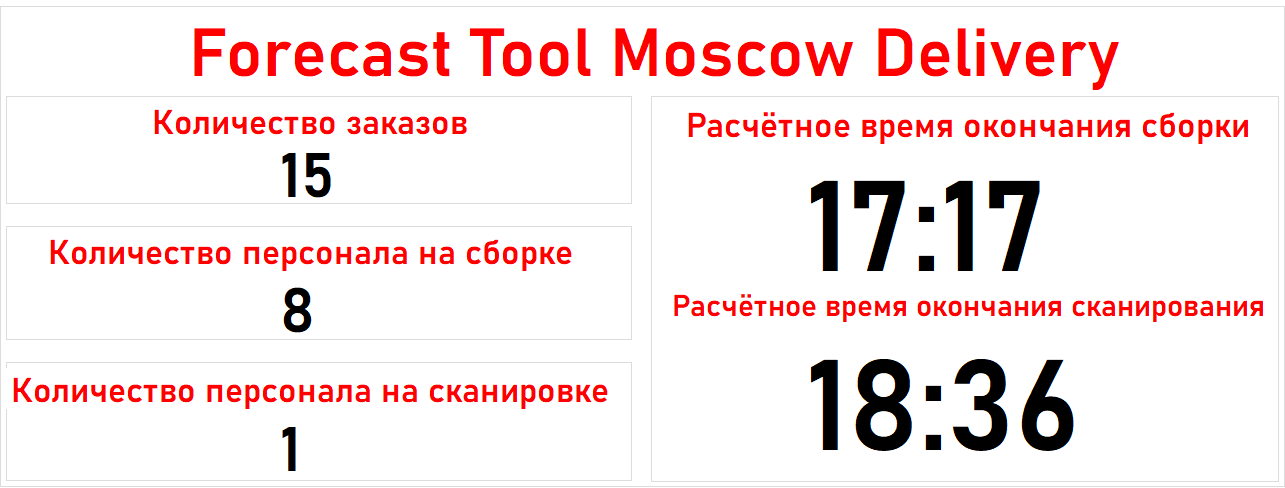 Forecast Tool Moscow Delivery
Количество заказов
15
Количество персонала на сборке
8
Количество персонала на сканировке
1
Расчётное время окончания сборки
17:17
Расчётное время окончания сканирования
18:36